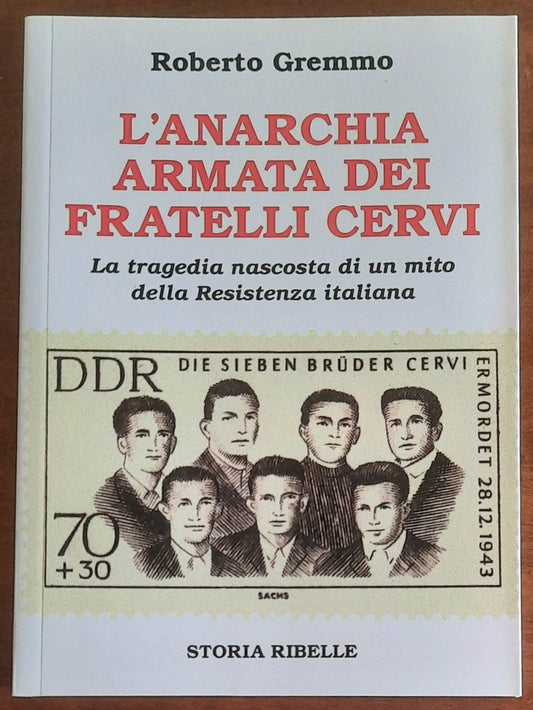 Roberto Gremmo
L'ANARCHIA
ARMATA DEI
FRATELLI CERVI
La tragedia nascosta di un mito
della Resistenza italiana
DDR
DIE SIEBEN BRÜDER CERVI
ERMORDET 28.12.1943
70
+ 30
SACHS
STORIA RIBELLE